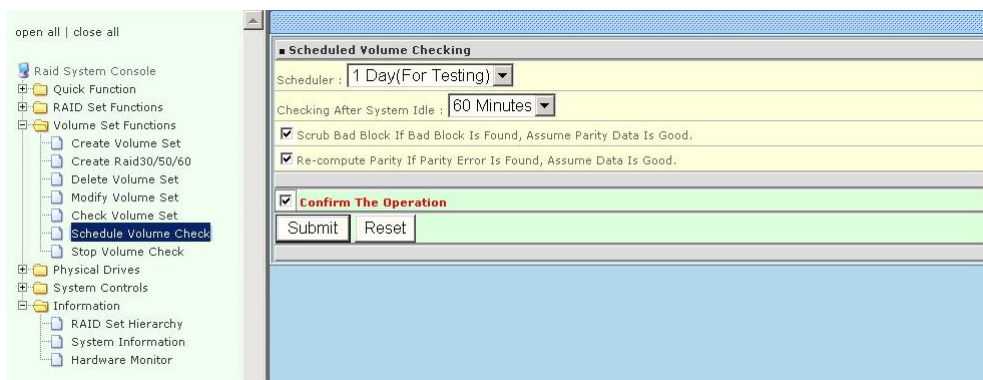 open all | close all
Raid System Console
Quick Function
RAID Set Functions
Volume Set Functions
Create Volume Set
Create Raid30/50/60
Delete Volume Set
Modify Volume Set
Check Volume Set
Schedule Volume Check
Stop Volume Check
Physical Drives
System Controls
Information
RAID Set Hierarchy
System Information
Hardware Monitor
Scheduled Volume Checking
Scheduler : 1 Day(For Testing)
Checking After System Idle : 60 Minutes
Scrub Bad Block If Bad Block Is Found, Assume Parity Data Is Good.
Re-compute Parity If Parity Error Is Found, Assume Data Is Good.
Confirm The Operation
Submit Reset